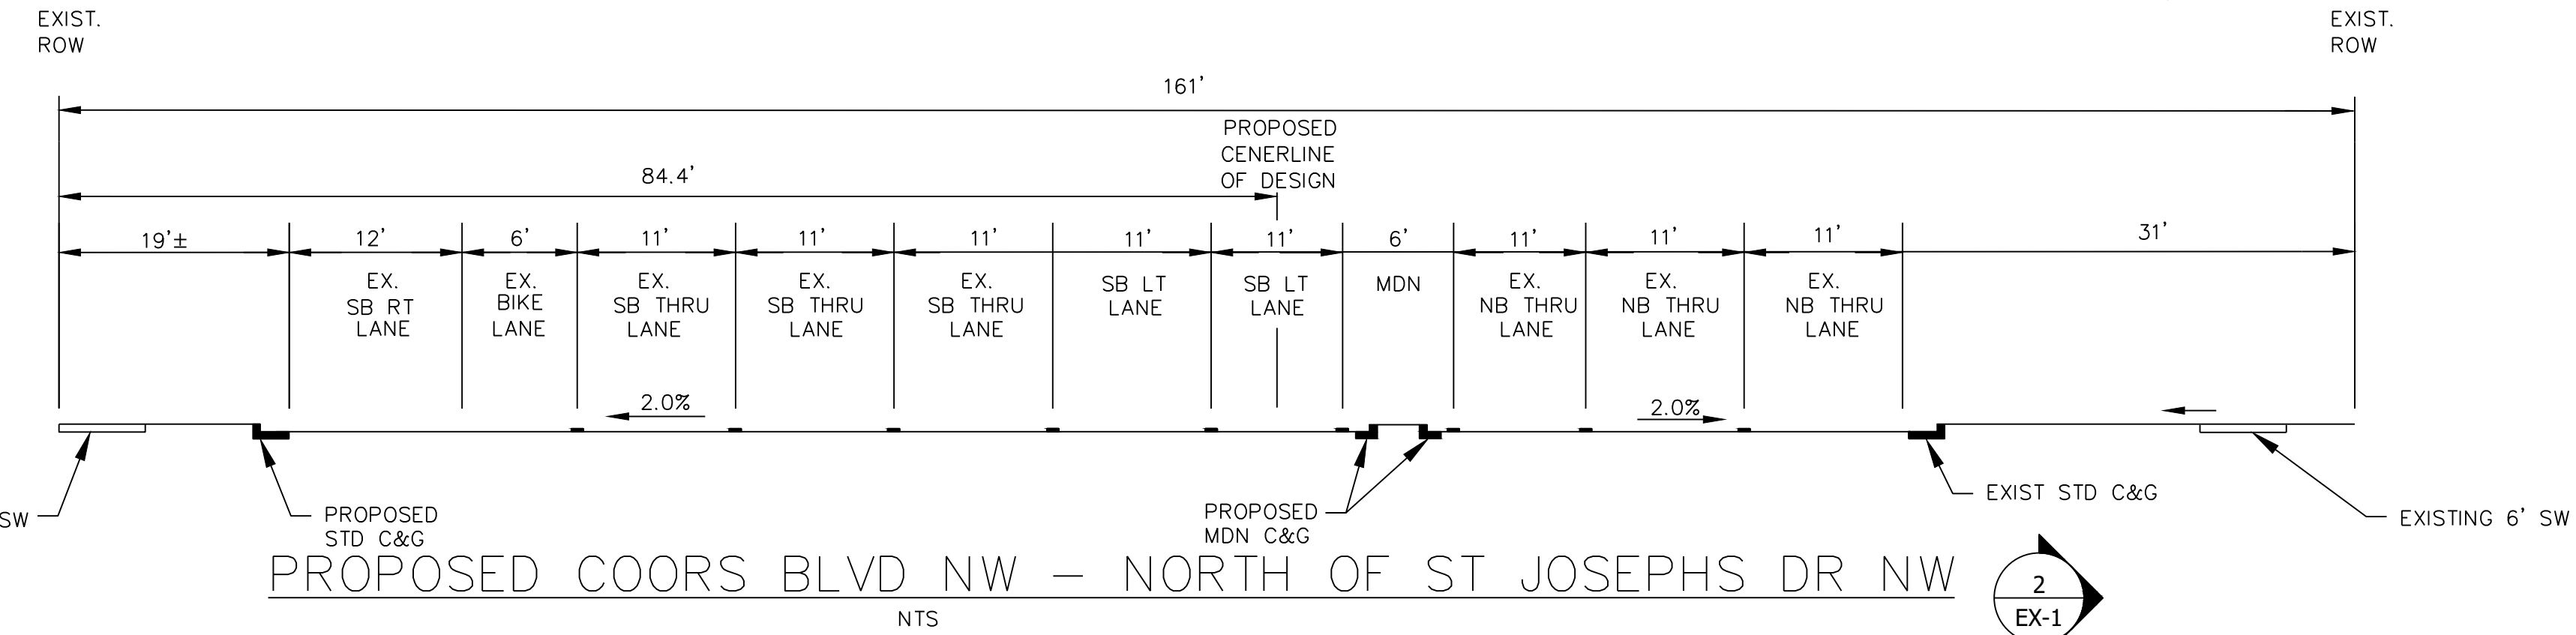 EXIST.
ROW
EXIST.
ROW
161'
PROPOSED
CENERLINE
OF DESIGN
84.4'
19'±
12'
6'
11'
11'
11'
11'
11'
6'
11'
11'
11'
31'
EX.
SB RT
LANE
EX.
BIKE
LANE
EX.
SB THRU
LANE
EX.
SB THRU
LANE
EX.
SB THRU
LANE
SB LT
LANE
SB LT
LANE
MDN
EX.
NB THRU
LANE
EX.
NB THRU
LANE
EX.
NB THRU
LANE
2.0%
2.0%
SW
PROPOSED
STD C&G
PROPOSED
MDN C&G
EXIST STD C&G
EXISTING 6' SW
PROPOSED COORS BLVD NW – NORTH OF ST JOSEPHS DR NW
NTS
2
EX-1